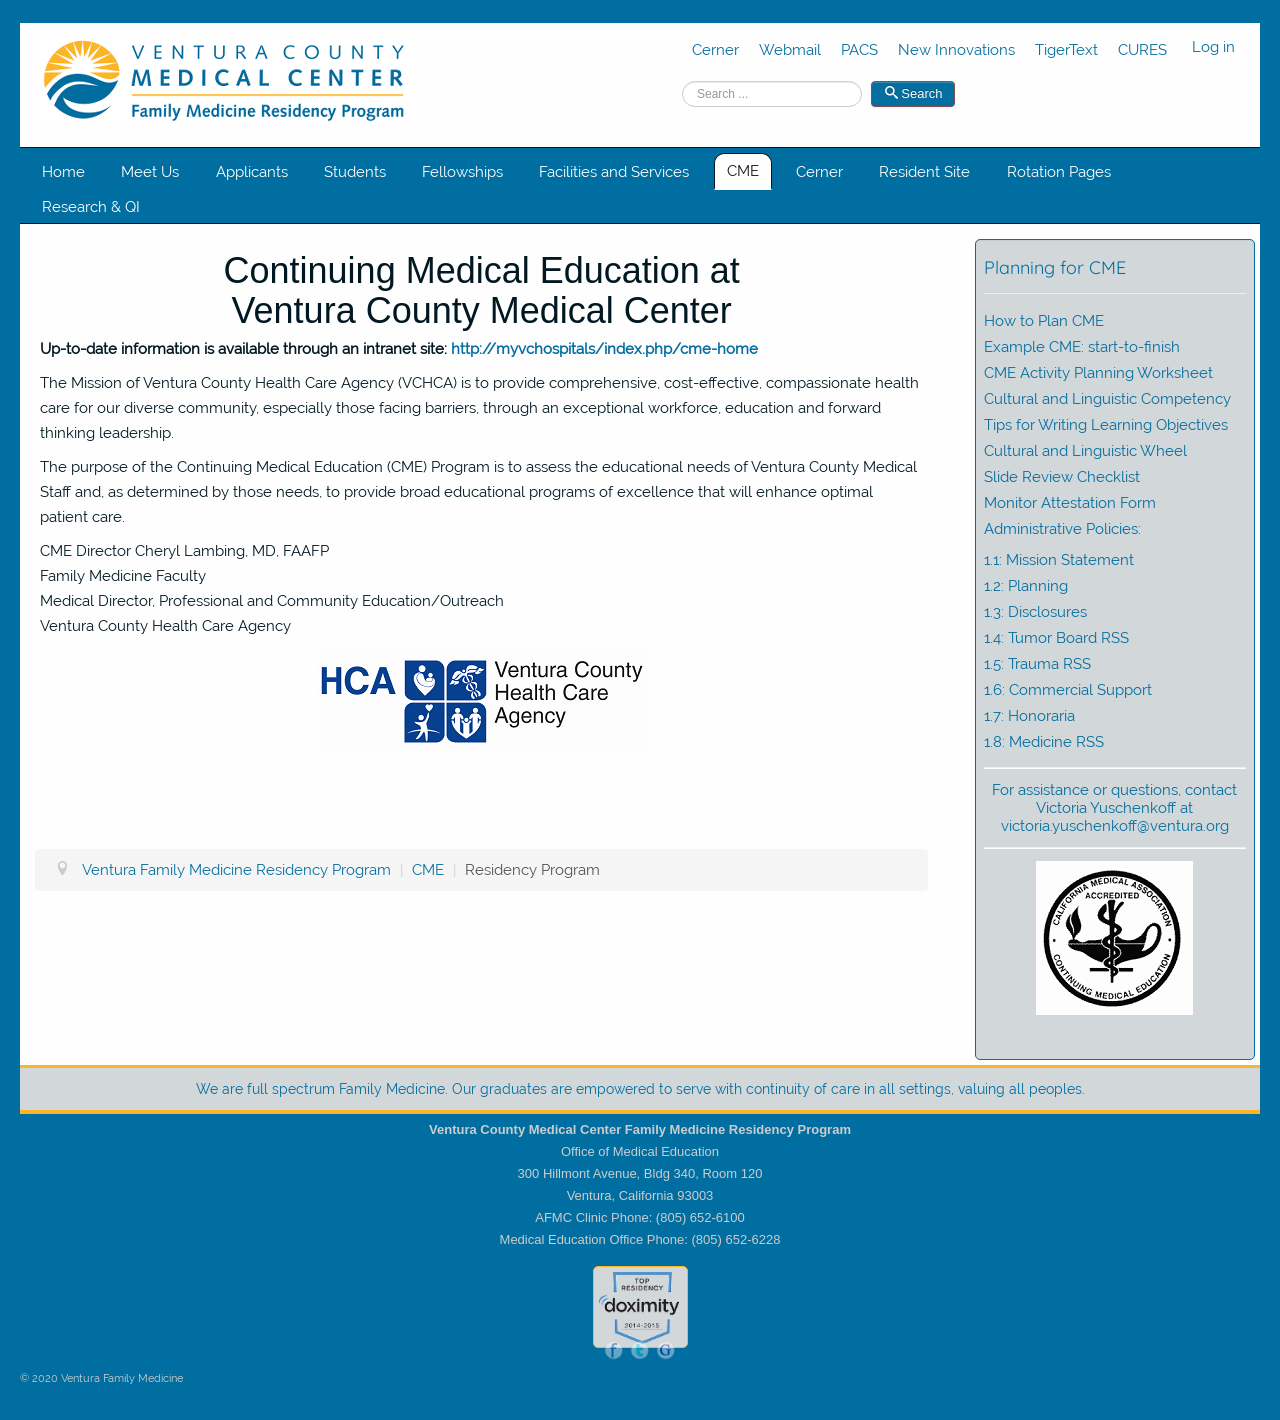 VENTURA COUNTY
MEDICAL CENTER
Family Medicine Residency Program
Cerner Webmail PACS New Innovations TigerText CURES Log in
Search ... Search
Home Meet Us Applicants Students Fellowships Facilities and Services CME Cerner Resident Site Rotation Pages
Research & QI
Continuing Medical Education at
Ventura County Medical Center
Up-to-date information is available through an intranet site: http://myvchospitals/index.php/cme-home
The Mission of Ventura County Health Care Agency (VCHCA) is to provide comprehensive, cost-effective, compassionate health
care for our diverse community, especially those facing barriers, through an exceptional workforce, education and forward
thinking leadership.
The purpose of the Continuing Medical Education (CME) Program is to assess the educational needs of Ventura County Medical
Staff and, as determined by those needs, to provide broad educational programs of excellence that will enhance optimal
patient care.
CME Director Cheryl Lambing, MD, FAAFP
Family Medicine Faculty
Medical Director, Professional and Community Education/Outreach
Ventura County Health Care Agency
HCA
Ventura County
Health Care
Agency
Ventura Family Medicine Residency Program | CME | Residency Program
Planning for CME
How to Plan CME
Example CME: start-to-finish
CME Activity Planning Worksheet
Cultural and Linguistic Competency
Tips for Writing Learning Objectives
Cultural and Linguistic Wheel
Slide Review Checklist
Monitor Attestation Form
Administrative Policies:
1.1: Mission Statement
1.2: Planning
1.3: Disclosures
1.4: Tumor Board RSS
1.5: Trauma RSS
1.6: Commercial Support
1.7: Honoraria
1.8: Medicine RSS
For assistance or questions, contact
Victoria Yuschenkoff at
victoria.yuschenkoff@ventura.org
CALIFORNIA MEDICAL ASSOCIATION
ACCREDITED
CONTINUING MEDICAL EDUCATION
We are full spectrum Family Medicine. Our graduates are empowered to serve with continuity of care in all settings, valuing all peoples.
Ventura County Medical Center Family Medicine Residency Program
Office of Medical Education
300 Hillmont Avenue, Bldg 340, Room 120
Ventura, California 93003
AFMC Clinic Phone: (805) 652-6100
Medical Education Office Phone: (805) 652-6228
TOP
RESIDENCY
doximity
2014-2015
f t G
© 2020 Ventura Family Medicine